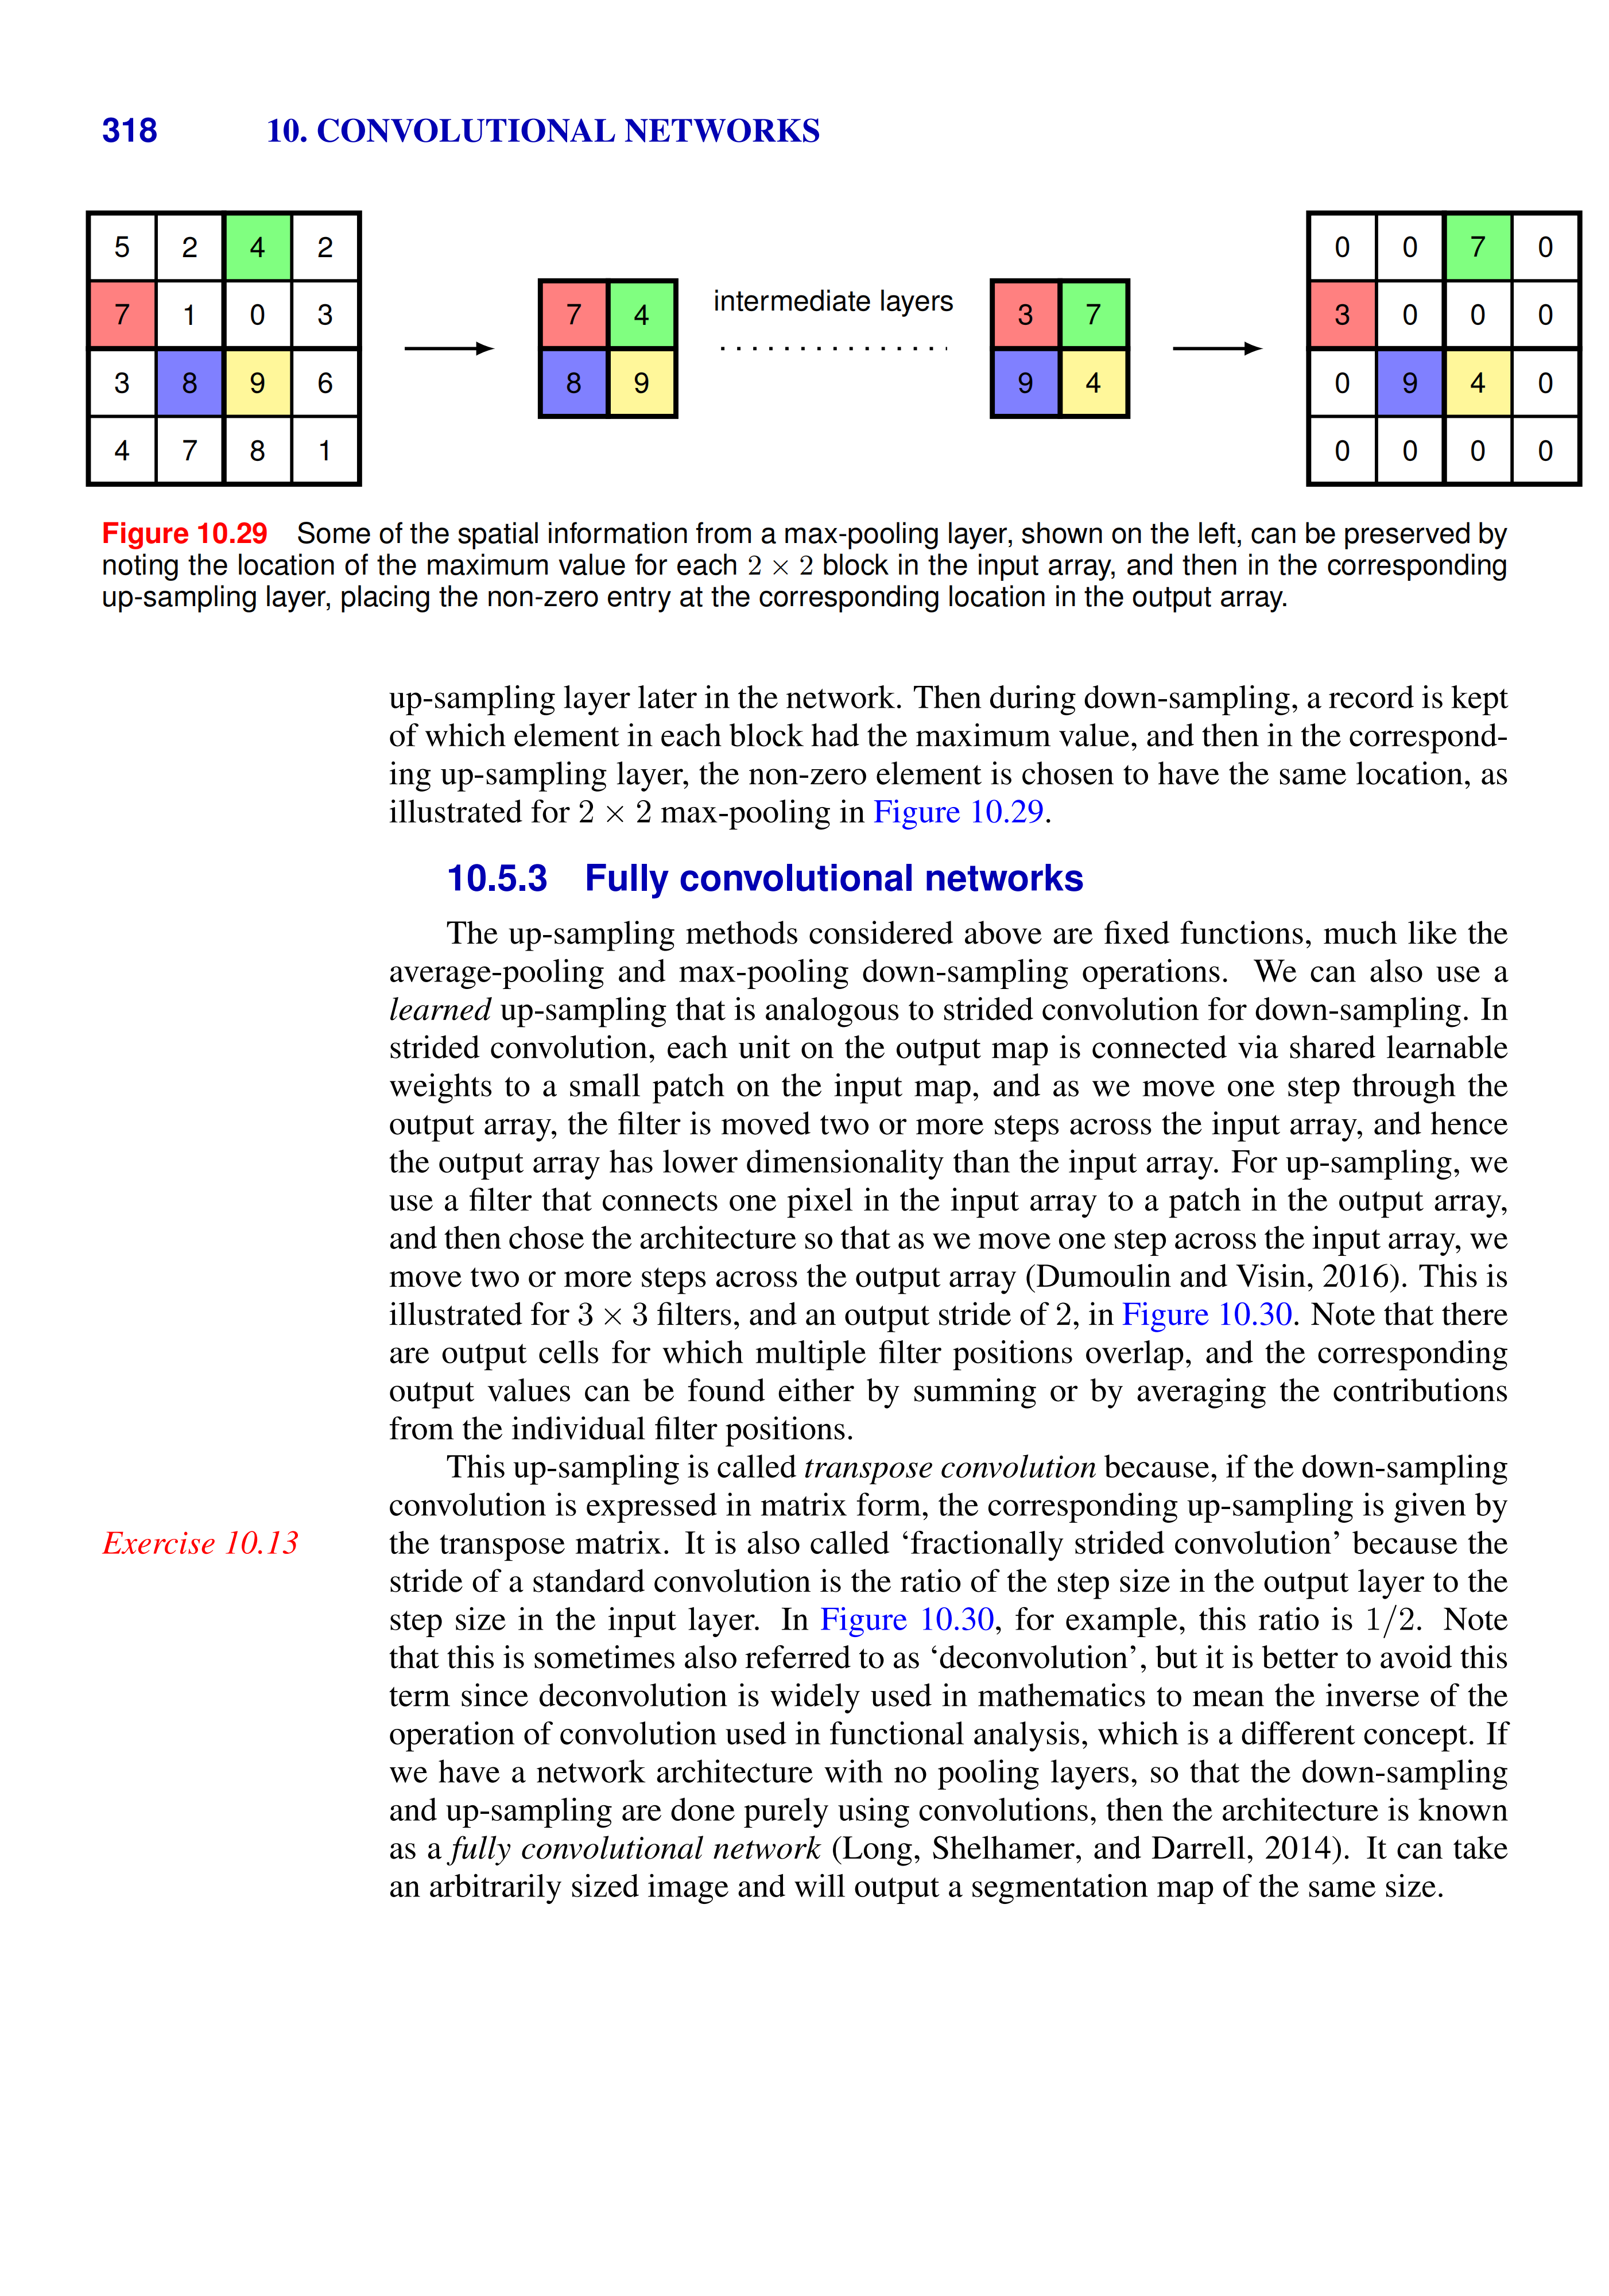 318 10. CONVOLUTIONAL NETWORKS
5 2 4 2
7 1 0 3
3 8 9 6
4 7 8 1
7 4
8 9
intermediate layers
3 7
9 4
0 0 7 0
3 0 0 0
0 9 4 0
0 0 0 0
Figure 10.29 Some of the spatial information from a max-pooling layer, shown on the left, can be preserved by
noting the location of the maximum value for each 2 × 2 block in the input array, and then in the corresponding
up-sampling layer, placing the non-zero entry at the corresponding location in the output array.
up-sampling layer later in the network. Then during down-sampling, a record is kept
of which element in each block had the maximum value, and then in the correspond-
ing up-sampling layer, the non-zero element is chosen to have the same location, as
illustrated for 2 × 2 max-pooling in Figure 10.29.
10.5.3 Fully convolutional networks
The up-sampling methods considered above are fixed functions, much like the
average-pooling and max-pooling down-sampling operations. We can also use a
learned up-sampling that is analogous to strided convolution for down-sampling. In
strided convolution, each unit on the output map is connected via shared learnable
weights to a small patch on the input map, and as we move one step through the
output array, the filter is moved two or more steps across the input array, and hence
the output array has lower dimensionality than the input array. For up-sampling, we
use a filter that connects one pixel in the input array to a patch in the output array,
and then chose the architecture so that as we move one step across the input array, we
move two or more steps across the output array (Dumoulin and Visin, 2016). This is
illustrated for 3 × 3 filters, and an output stride of 2, in Figure 10.30. Note that there
are output cells for which multiple filter positions overlap, and the corresponding
output values can be found either by summing or by averaging the contributions
from the individual filter positions.
This up-sampling is called transpose convolution because, if the down-sampling
convolution is expressed in matrix form, the corresponding up-sampling is given by
Exercise 10.13
the transpose matrix. It is also called ‘fractionally strided convolution’ because the
stride of a standard convolution is the ratio of the step size in the output layer to the
step size in the input layer. In Figure 10.30, for example, this ratio is 1/2. Note
that this is sometimes also referred to as ‘deconvolution’, but it is better to avoid this
term since deconvolution is widely used in mathematics to mean the inverse of the
operation of convolution used in functional analysis, which is a different concept. If
we have a network architecture with no pooling layers, so that the down-sampling
and up-sampling are done purely using convolutions, then the architecture is known
as a fully convolutional network (Long, Shelhamer, and Darrell, 2014). It can take
an arbitrarily sized image and will output a segmentation map of the same size.